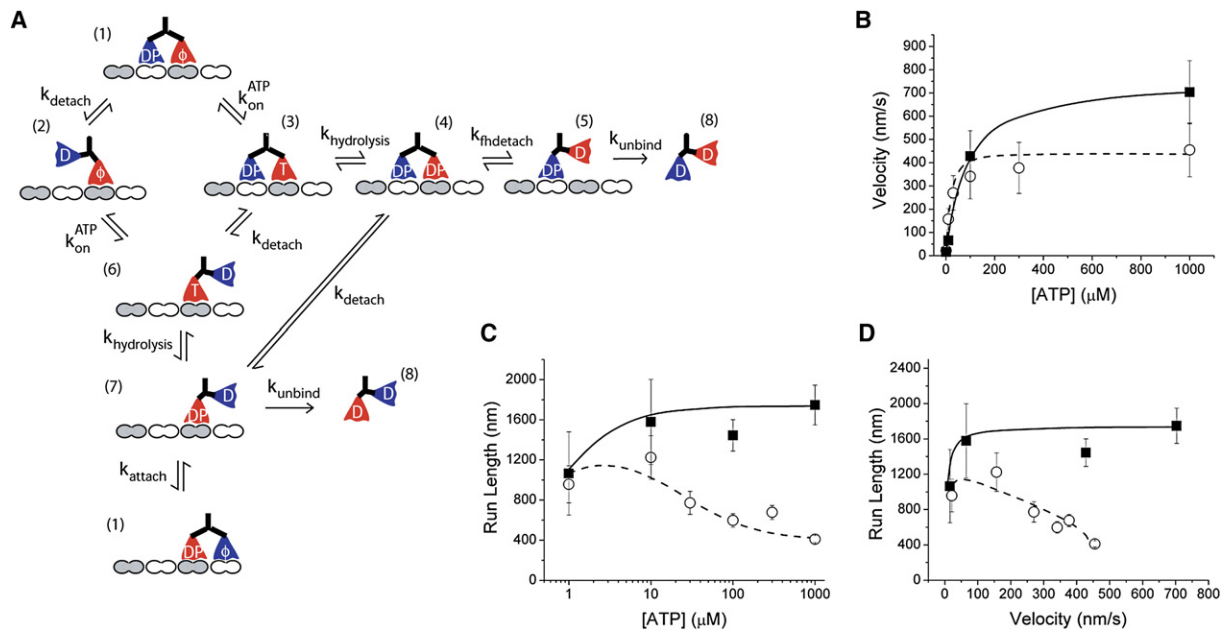 A
(1)
DP ϕ
k_detach
k_on^ATP
(2)
D ϕ
(3)
DP T
k_hydrolysis
(4)
DP DP
k_fhdetach
(5)
DP D
k_unbind
(8)
D D
k_on^ATP
k_detach
(6)
T D
k_hydrolysis
k_detach
(7)
DP D
k_unbind
(8)
D D
k_attach
(1)
DP ϕ
B
Velocity (nm/s)
900
800
700
600
500
400
300
200
100
0
0 200 400 600 800 1000
[ATP] (μM)
C
Run Length (nm)
2000
1600
1200
800
400
0
1 10 100 1000
[ATP] (μM)
D
Run Length (nm)
2400
2000
1600
1200
800
400
0
0 100 200 300 400 500 600 700 800
Velocity (nm/s)